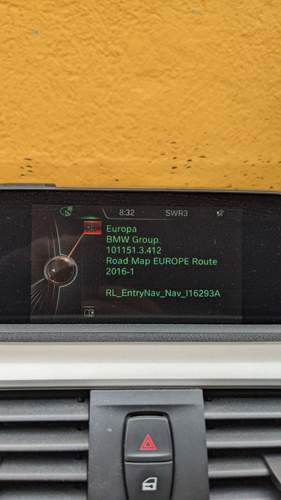 8:32 SWR3
Europa
BMW Group
101151.3.412
Road Map EUROPE Route
2016-1
RL_EntryNav_Nav_I16293A